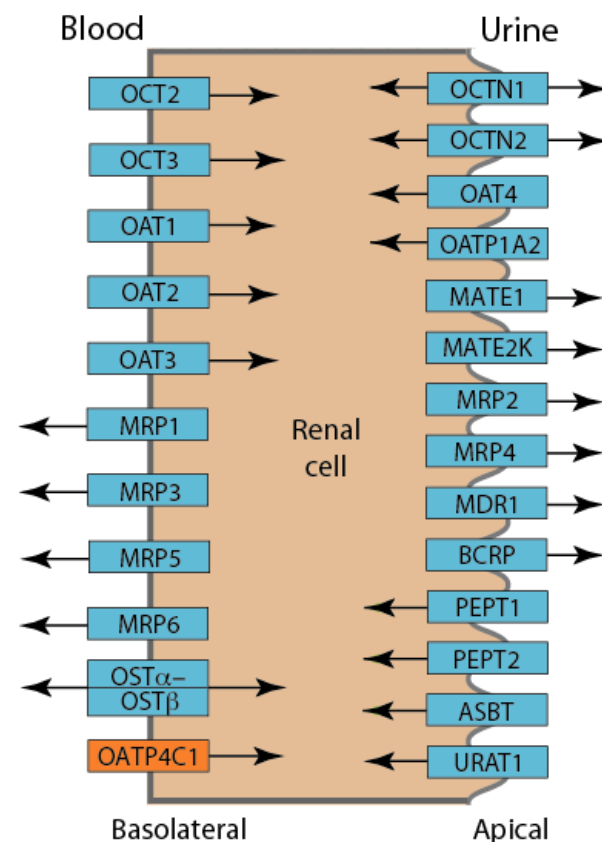 Blood
Urine
OCT2
OCT3
OAT1
OAT2
OAT3
MRP1
MRP3
MRP5
MRP6
OSTα–
OSTβ
OATP4C1
Renal
cell
OCTN1
OCTN2
OAT4
OATP1A2
MATE1
MATE2K
MRP2
MRP4
MDR1
BCRP
PEPT1
PEPT2
ASBT
URAT1
Basolateral
Apical